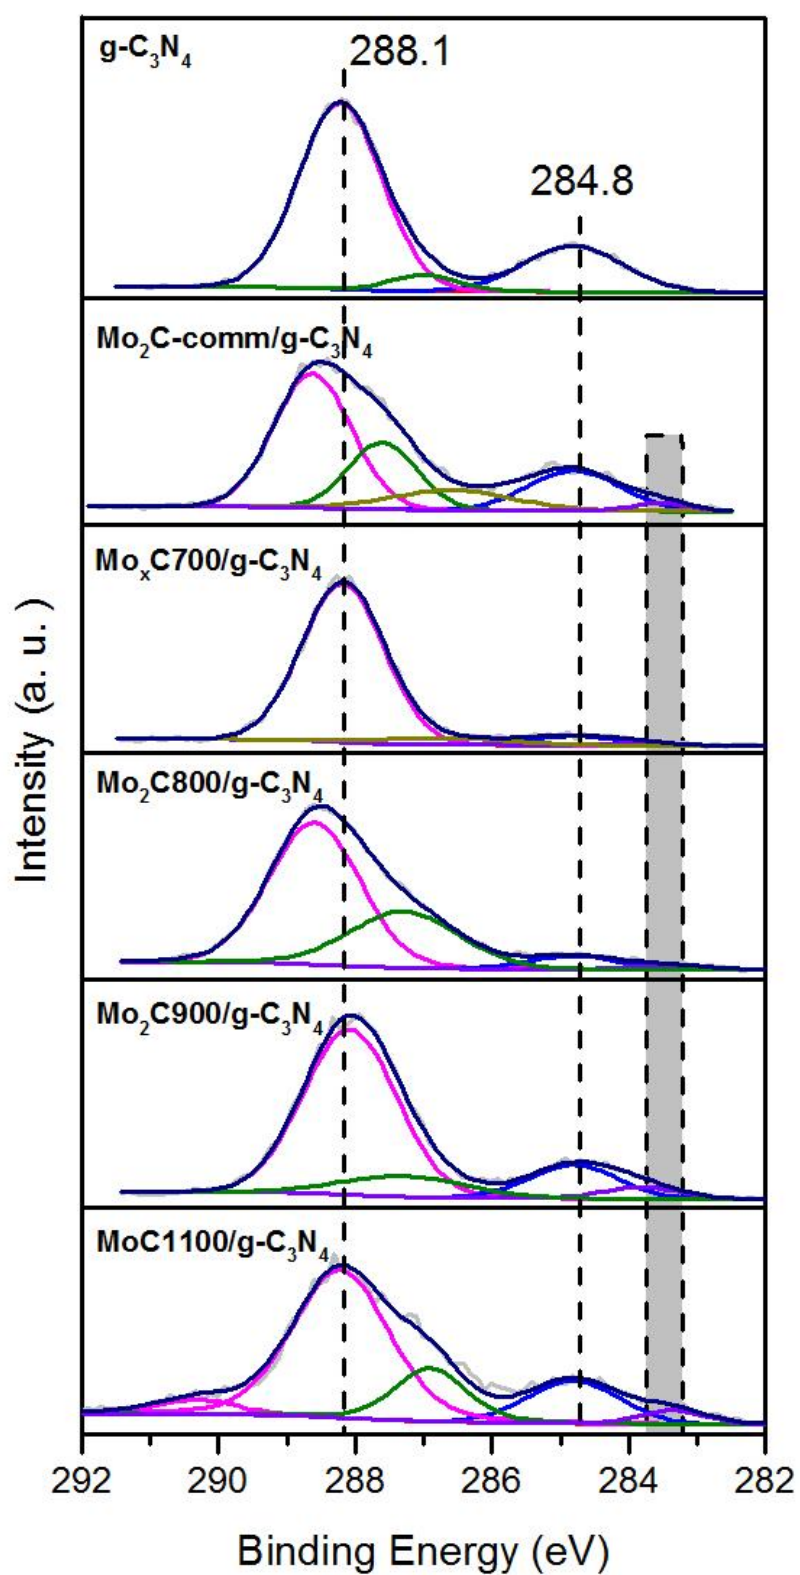 g-C₃N₄
288.1
284.8
Mo₂C-comm/g-C₃N₄
MoₓC700/g-C₃N₄
Mo₂C800/g-C₃N₄
Mo₂C900/g-C₃N₄
MoC1100/g-C₃N₄
Intensity (a. u. )
292 290 288 286 284 282
Binding Energy (eV)